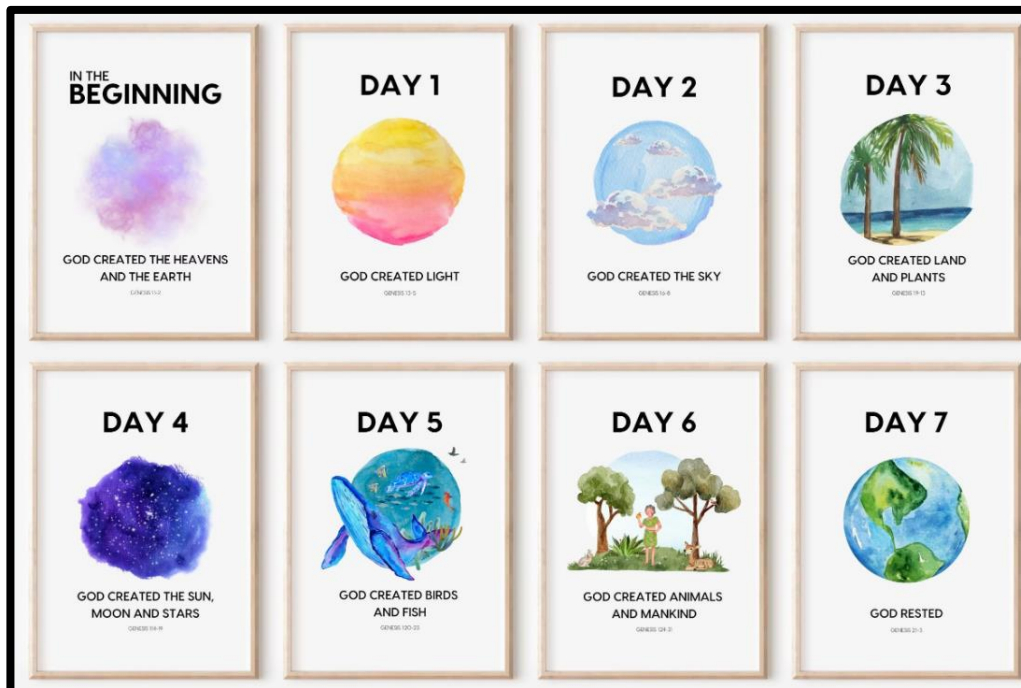 IN THE
BEGINNING
GOD CREATED THE HEAVENS
AND THE EARTH
DAY 1
GOD CREATED LIGHT
DAY 2
GOD CREATED THE SKY
DAY 3
GOD CREATED LAND
AND PLANTS
DAY 4
GOD CREATED THE SUN,
MOON AND STARS
DAY 5
GOD CREATED BIRDS
AND FISH
DAY 6
GOD CREATED ANIMALS
AND MANKIND
DAY 7
GOD RESTED